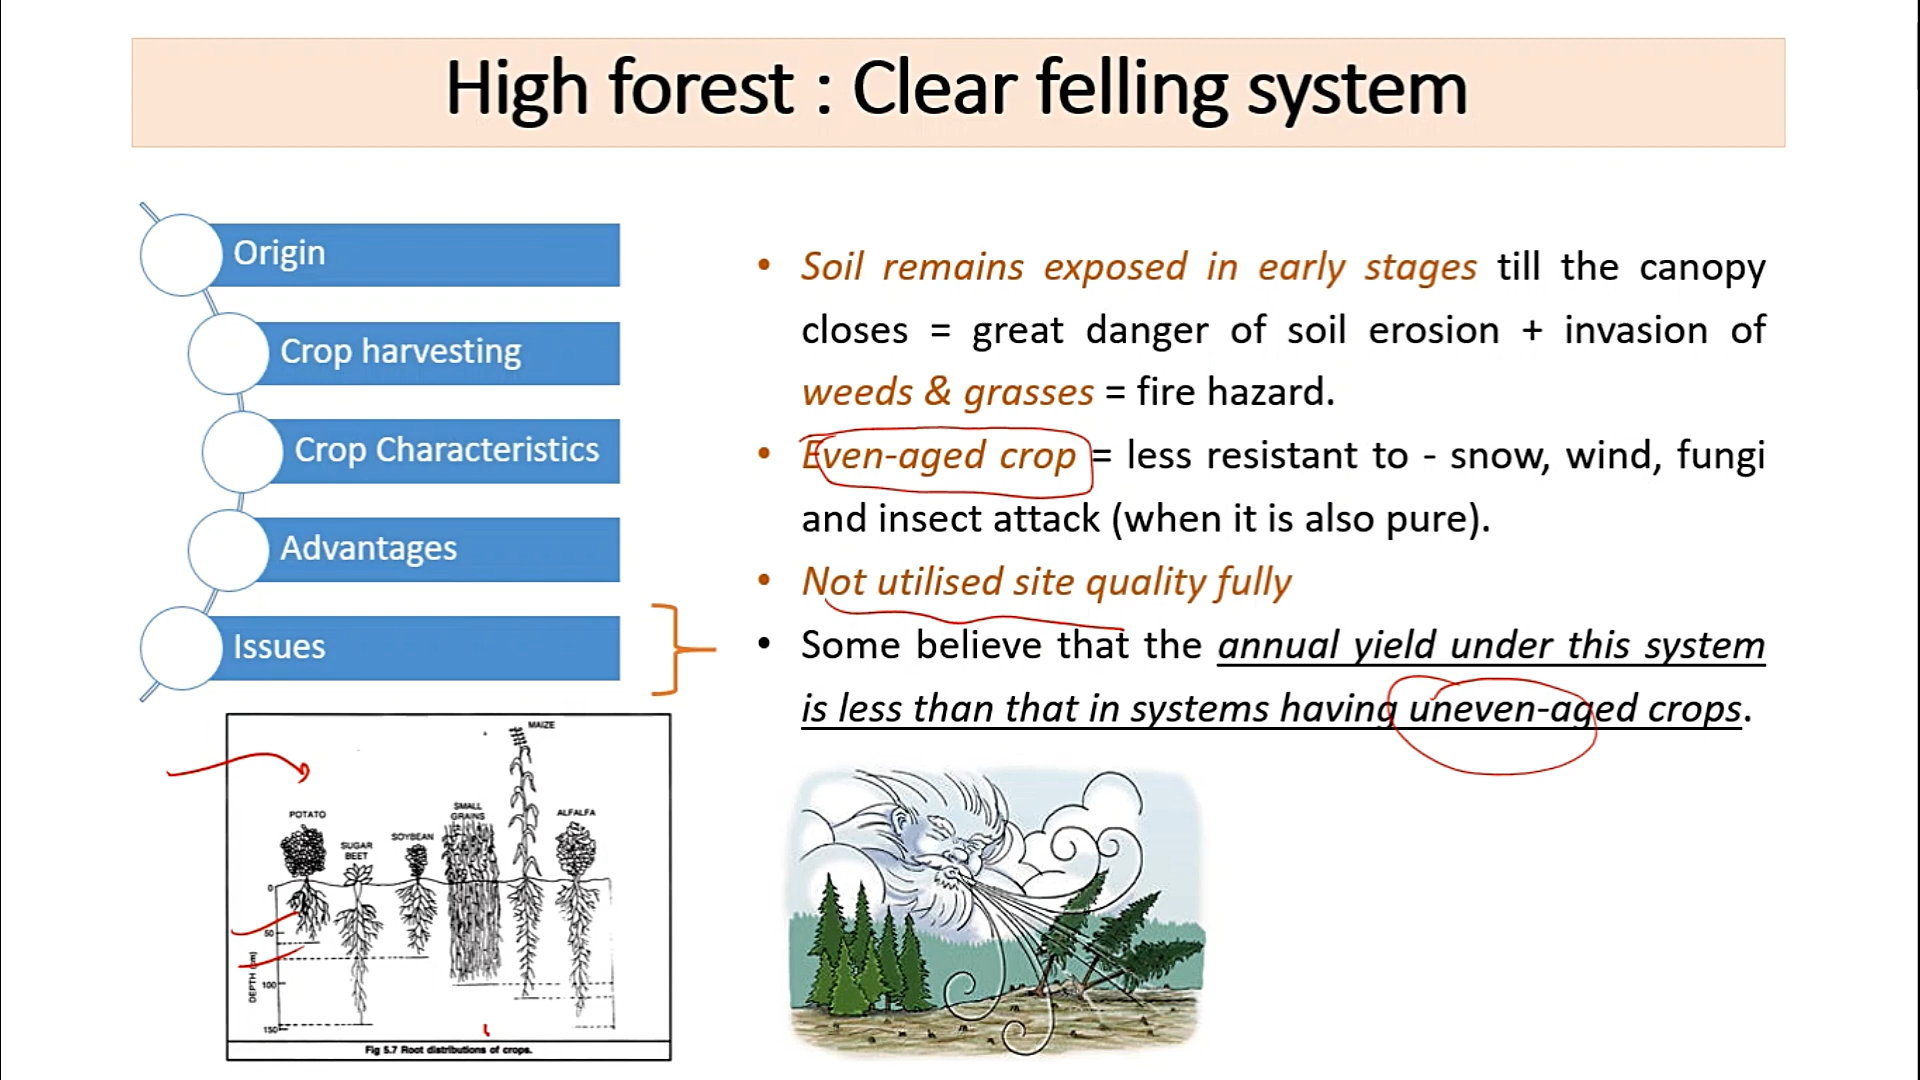 High forest : Clear felling system
Origin
Crop harvesting
Crop Characteristics
Advantages
Issues
• Soil remains exposed in early stages till the canopy
closes = great danger of soil erosion + invasion of
weeds & grasses = fire hazard.
• Even-aged crop = less resistant to - snow, wind, fungi
and insect attack (when it is also pure).
• Not utilised site quality fully
• Some believe that the annual yield under this system
is less than that in systems having uneven-aged crops.
MAIZE
POTATO
SUGAR
BEET
SOYBEAN
SMALL
GRAINS
ALFALFA
0
50
100
150
DEPTH (cm)
Fig 5.7 Root distributions of crops.